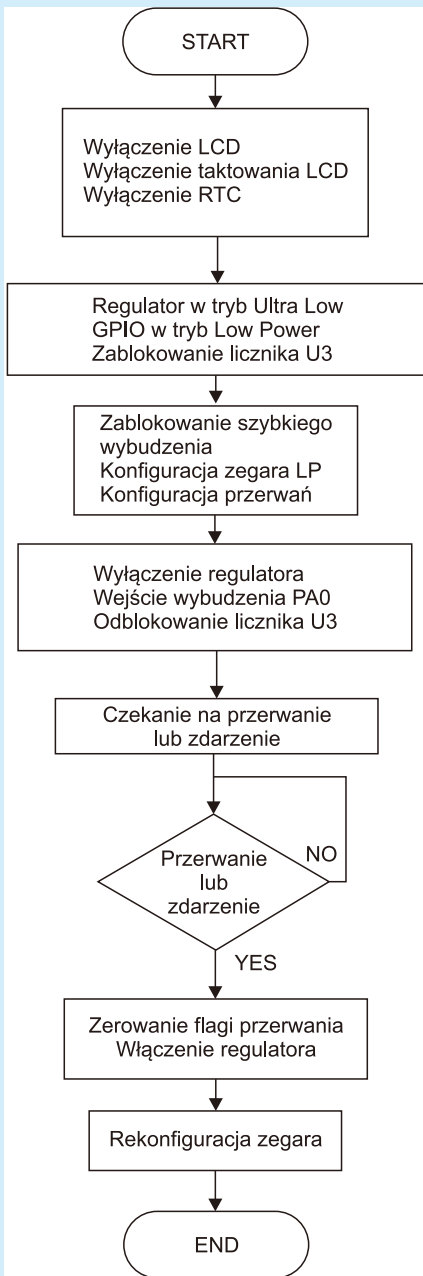 START
Wyłączenie LCD
Wyłączenie taktowania LCD
Wyłączenie RTC
Regulator w tryb Ultra Low
GPIO w tryb Low Power
Zablokowanie licznika U3
Zablokowanie szybkiego
wybudzenia
Konfiguracja zegara LP
Konfiguracja przerwań
Wyłączenie regulatora
Wejście wybudzenia PA0
Odblokowanie licznika U3
Czekanie na przerwanie
lub zdarzenie
Przerwanie
lub
zdarzenie
NO
YES
Zerowanie flagi przerwania
Włączenie regulatora
Rekonfiguracja zegara
END